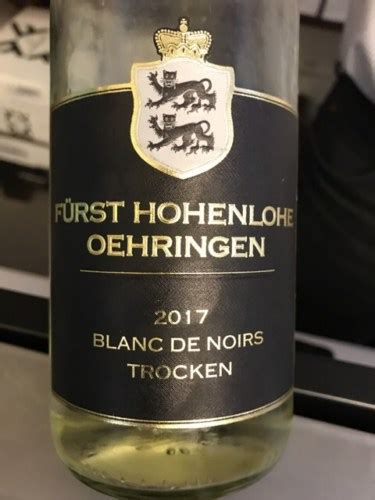 FÜRST HOHENLOHE
OEHRINGEN
2017
BLANC DE NOIRS
TROCKEN